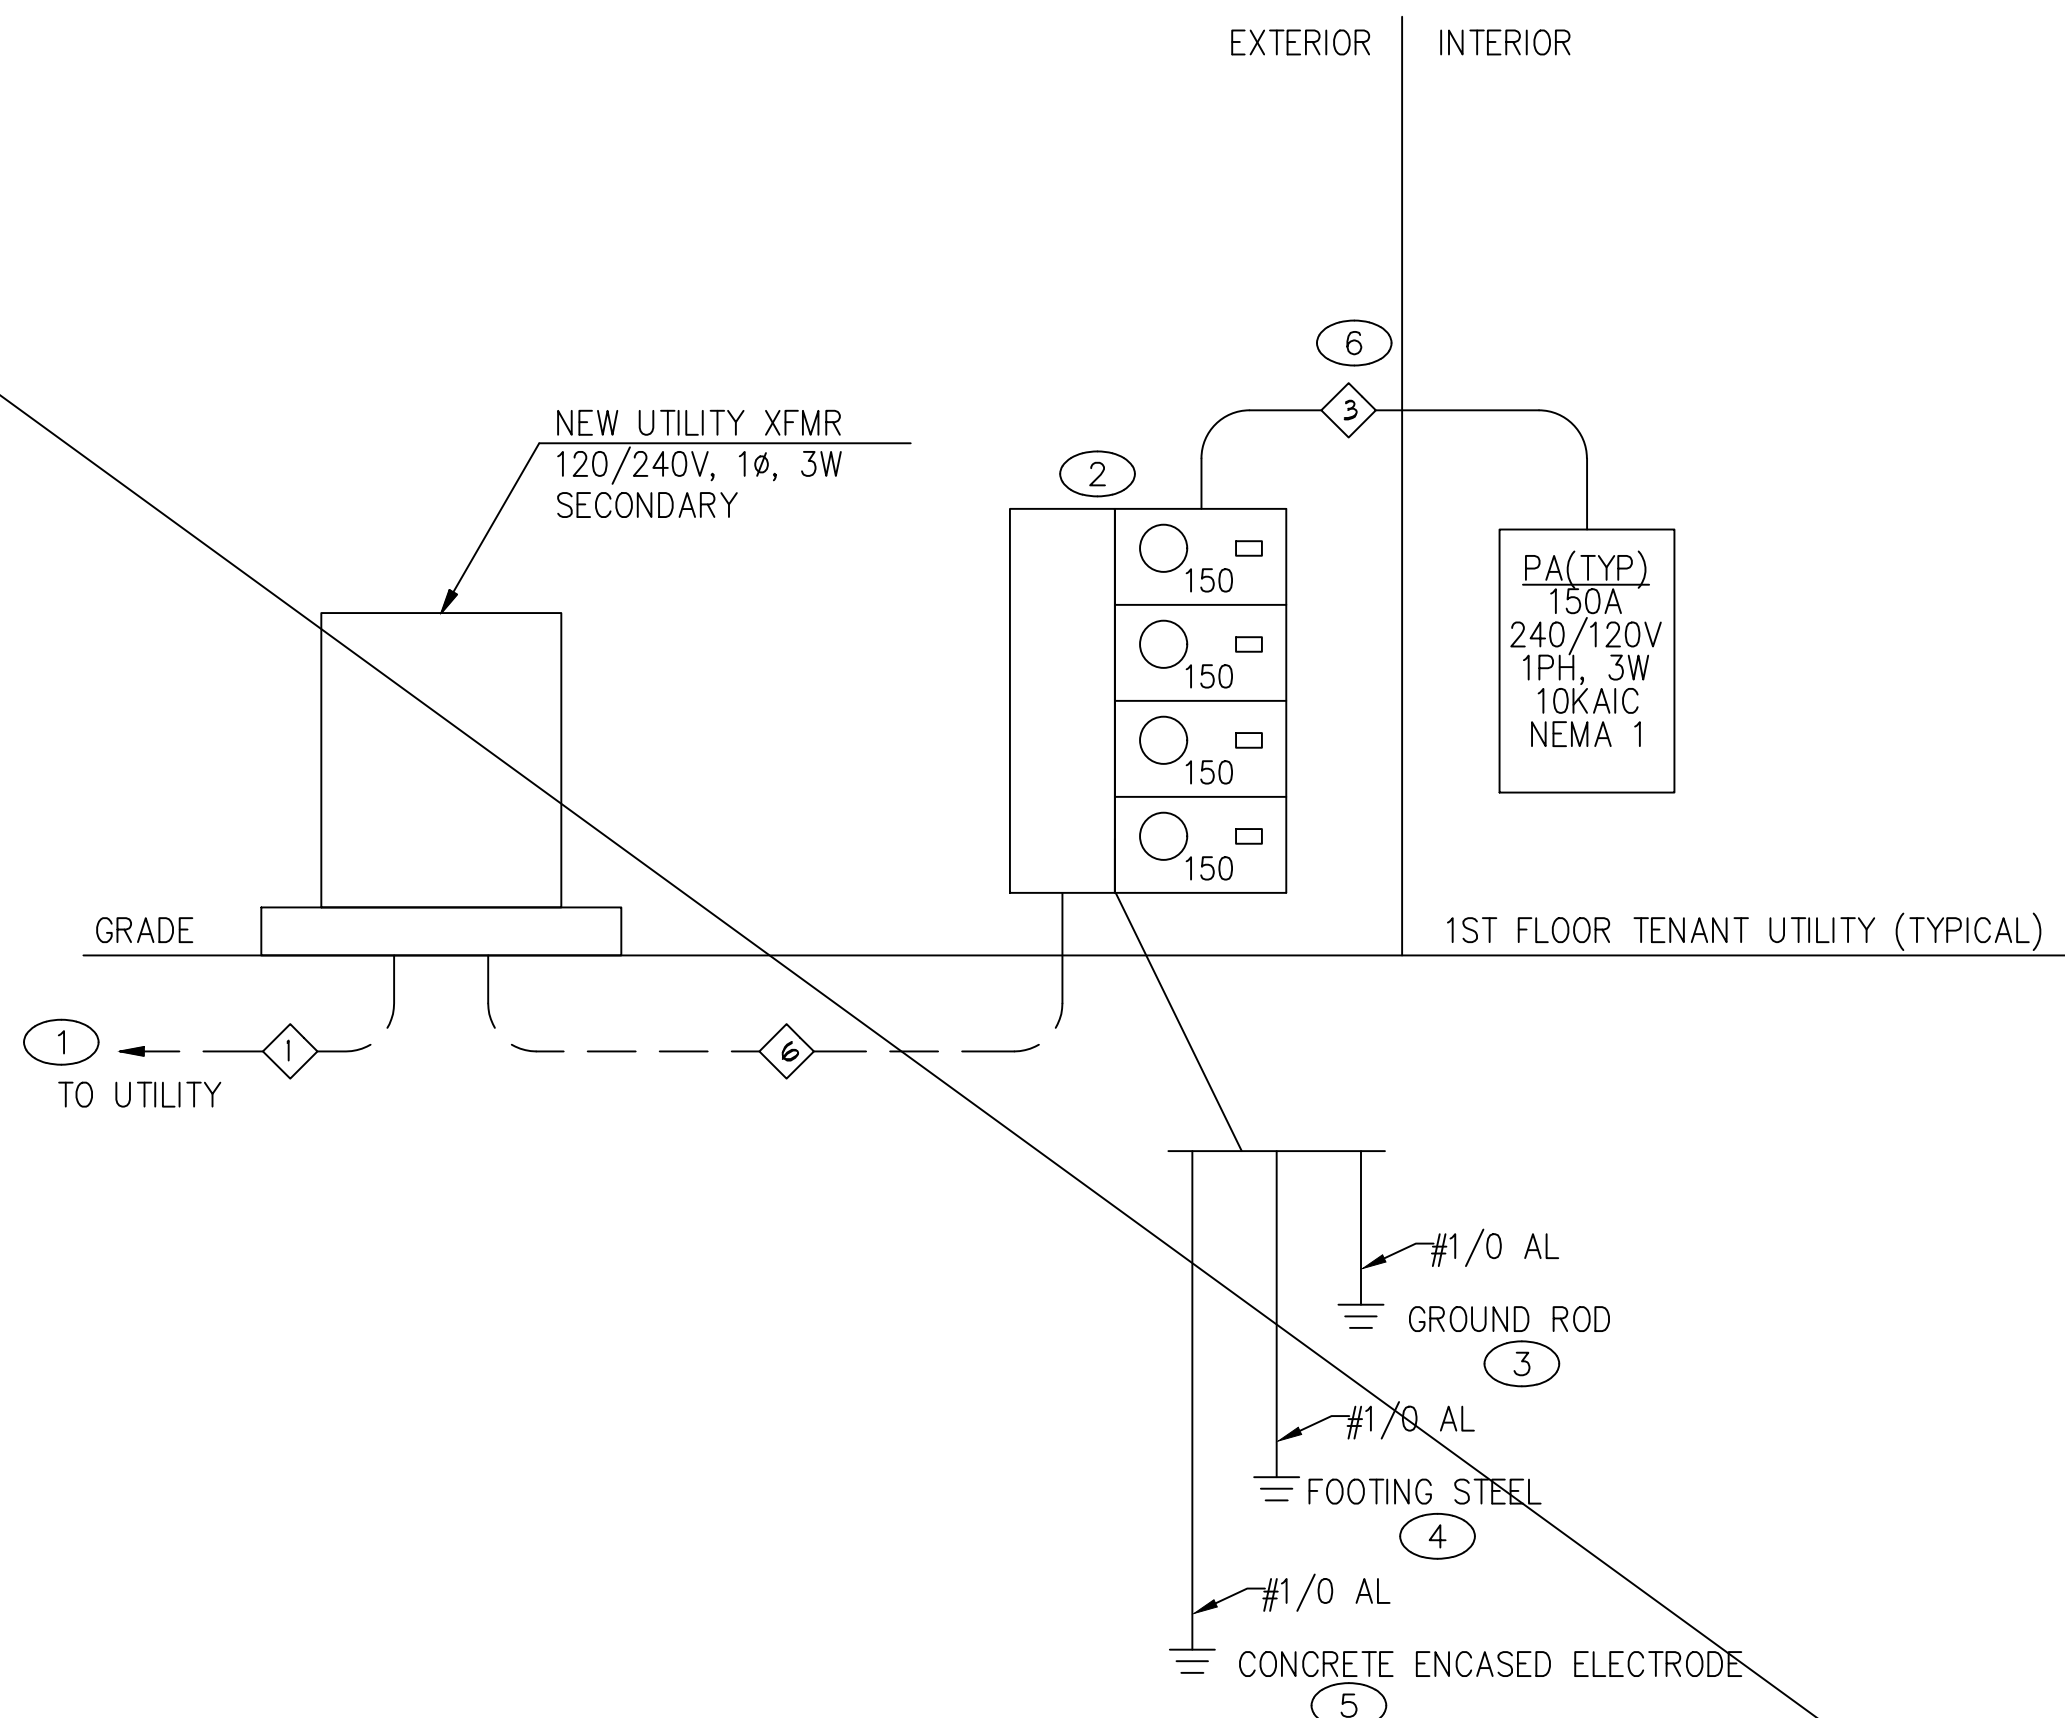 EXTERIOR
INTERIOR
6
3
NEW UTILITY XFMR
120/240V, 1ø, 3W
SECONDARY
2
150
150
150
150
PA(TYP)
150A
240/120V
1PH, 3W
10KAIC
NEMA 1
GRADE
1ST FLOOR TENANT UTILITY (TYPICAL)
1
1
6
TO UTILITY
#1/0 AL
GROUND ROD
3
#1/0 AL
FOOTING STEEL
4
#1/0 AL
CONCRETE ENCASED ELECTRODE
5